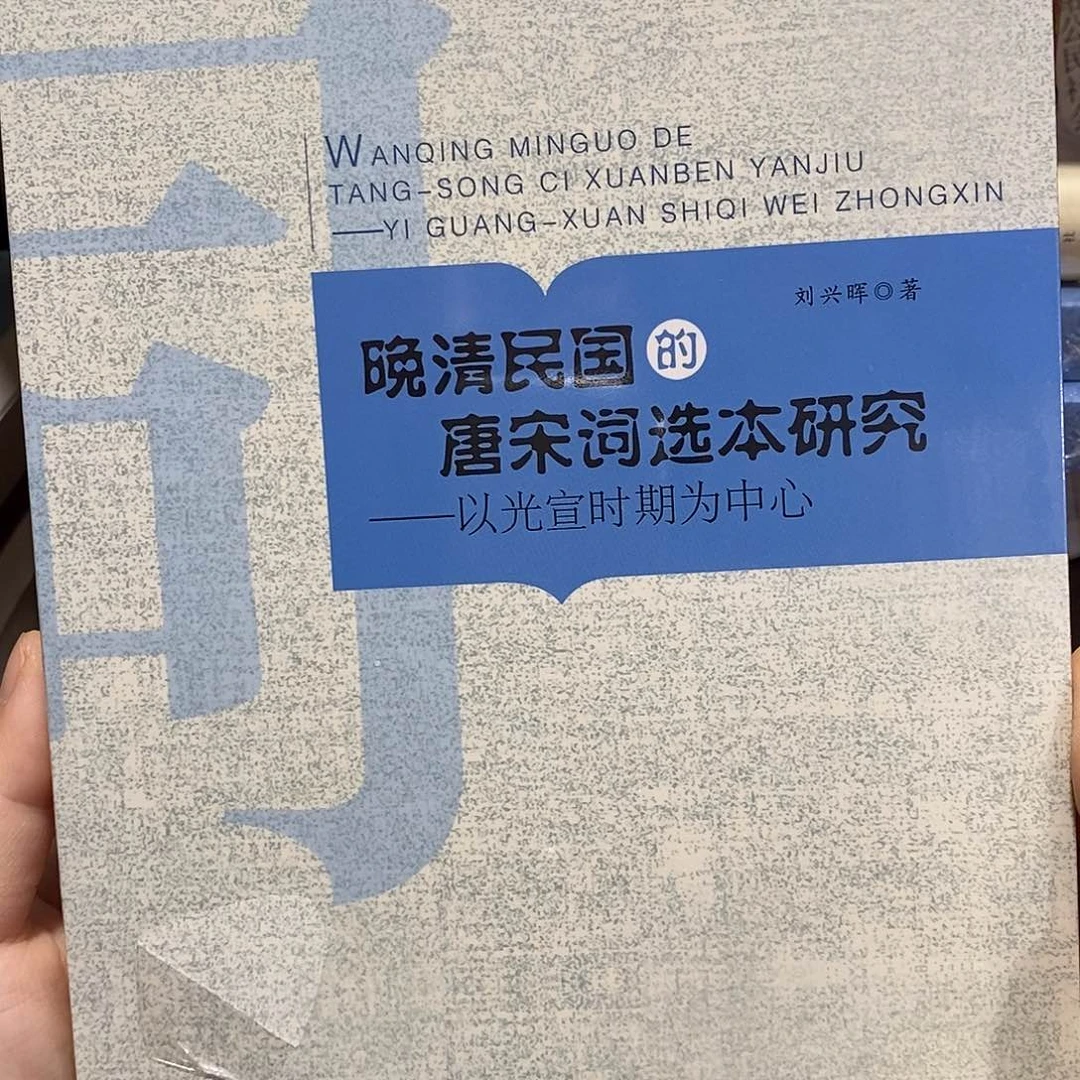 WANQING MINGUO DE
TANG-SONG CI XUANBEN YANJIU
——YI GUANG-XUAN SHIQI WEI ZHONGXIN
刘兴晖◎著
晚清民国的
唐宋词选本研究
——以光宣时期为中心